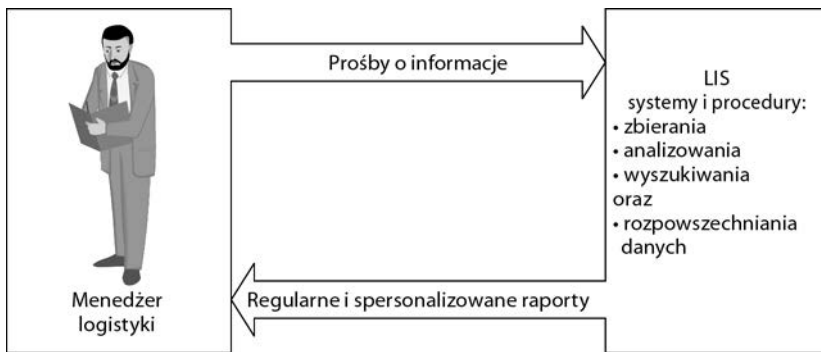 Prośby o informacje
LIS
systemy i procedury:
• zbierania
• analizowania
• wyszukiwania
oraz
• rozpowszechniania
danych
Regularne i spersonalizowane raporty
Menedżer
logistyki